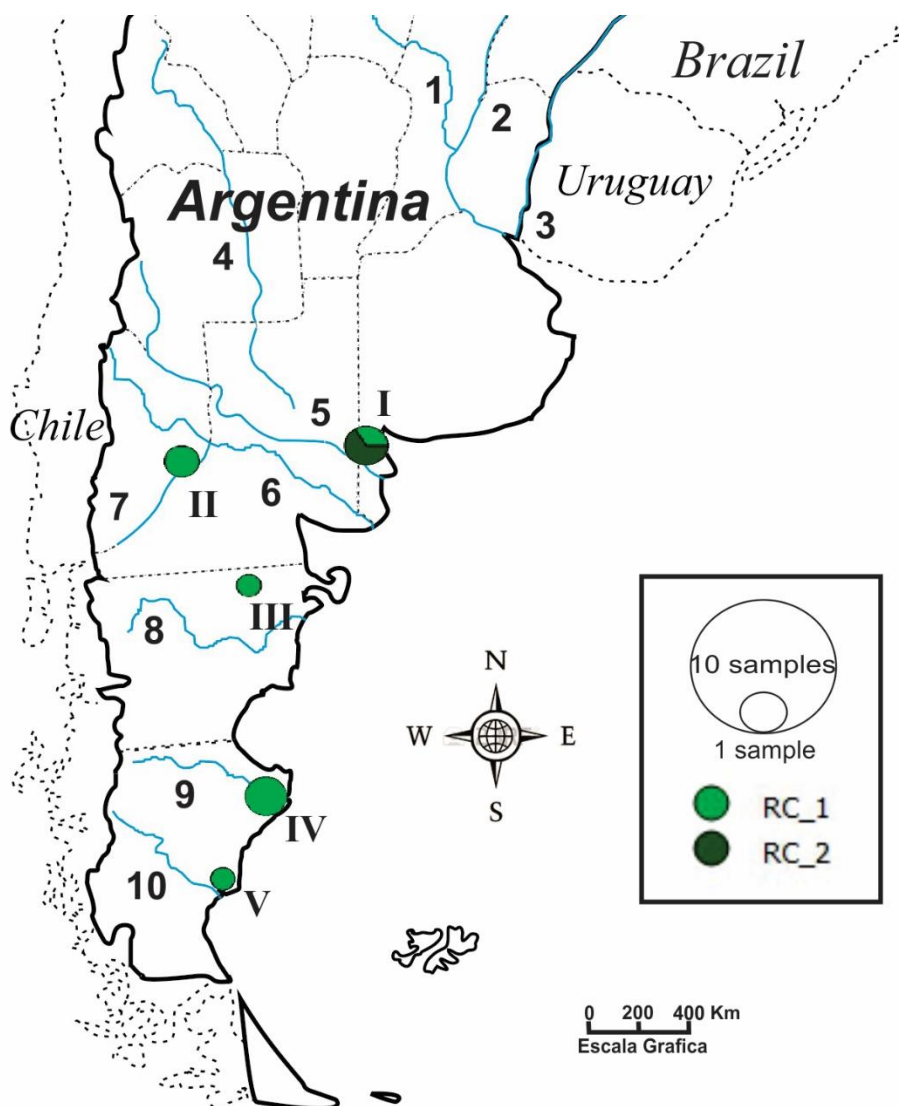 Brazil
1
2
Uruguay
Argentina
3
4
Chile
5
I
7
II
6
8
III
N
W E
S
9
IV
10
V
10 samples
1 sample
RC_1
RC_2
0 200 400 Km
Escala Grafica